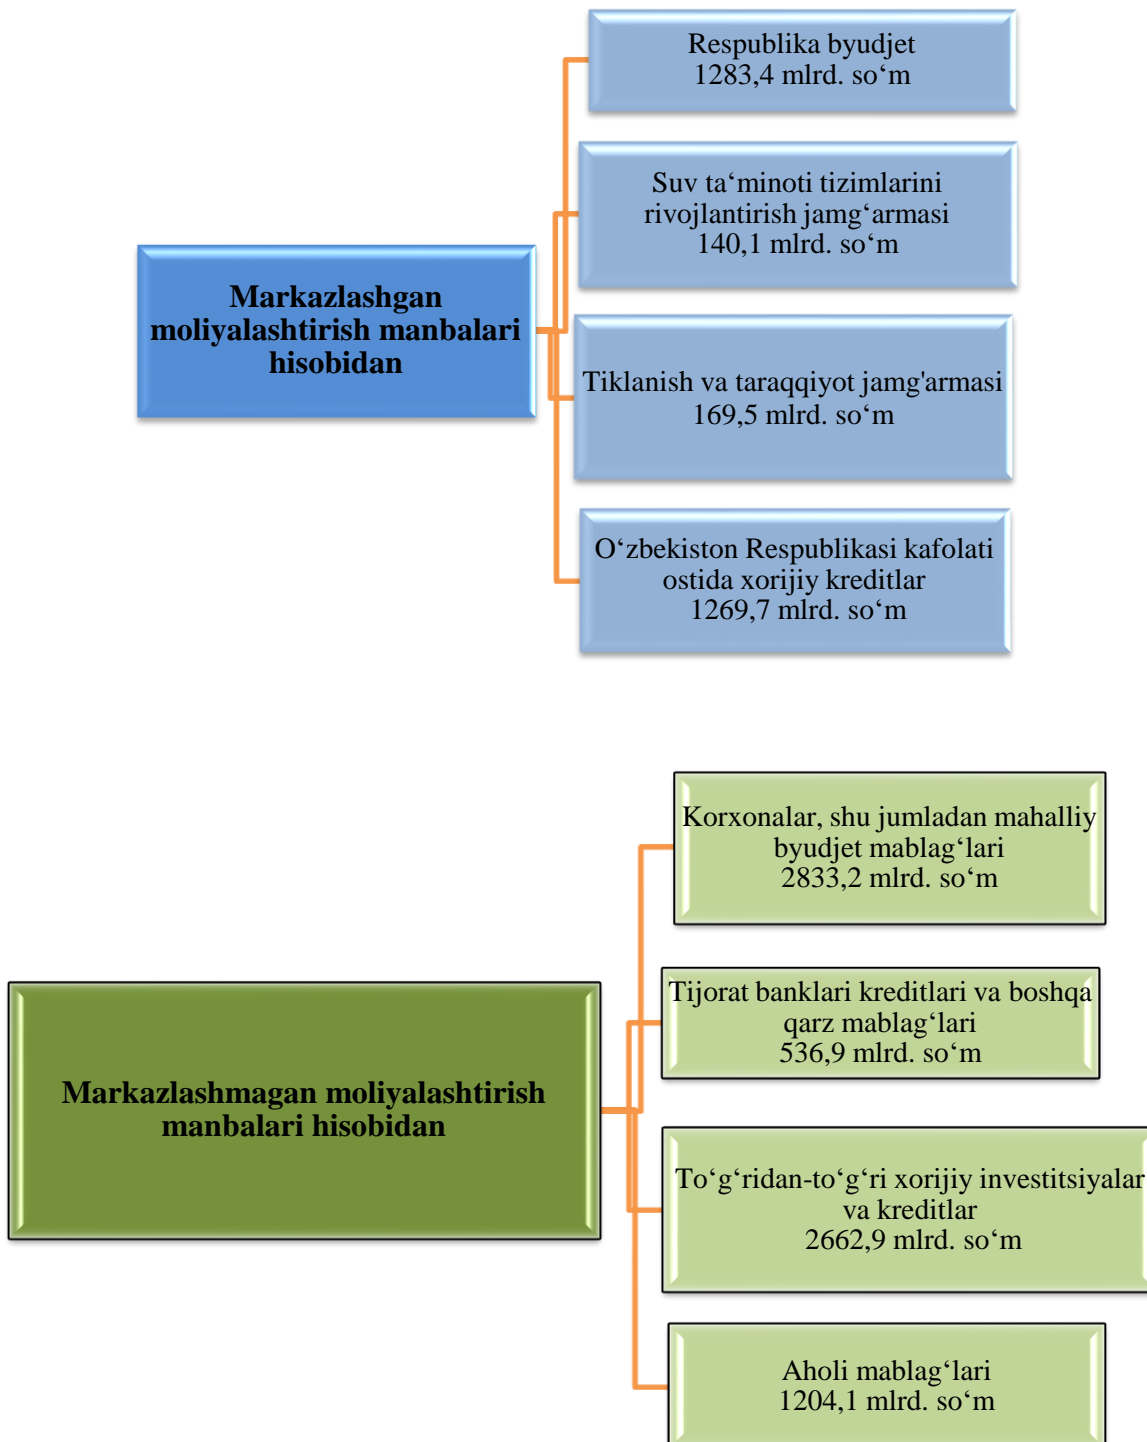 Respublika byudjet
1283,4 mlrd. so‘m
Suv ta‘minoti tizimlarini
rivojlantirish jamg‘armasi
140,1 mlrd. so‘m
Markazlashgan
moliyalashtirish manbalari
hisobidan
Tiklanish va taraqqiyot jamg'armasi
169,5 mlrd. so‘m
O‘zbekiston Respublikasi kafolati
ostida xorijiy kreditlar
1269,7 mlrd. so‘m
Korxonalar, shu jumladan mahalliy
byudjet mablag‘lari
2833,2 mlrd. so‘m
Tijorat banklari kreditlari va boshqa
qarz mablag‘lari
536,9 mlrd. so‘m
Markazlashmagan moliyalashtirish
manbalari hisobidan
To‘g‘ridan-to‘g‘ri xorijiy investitsiyalar
va kreditlar
2662,9 mlrd. so‘m
Aholi mablag‘lari
1204,1 mlrd. so‘m